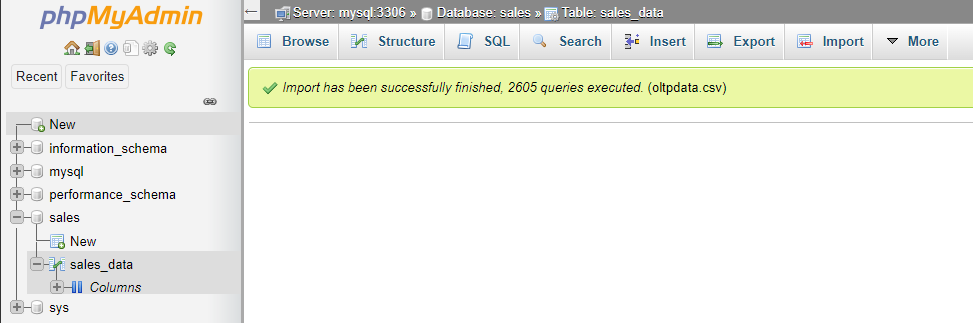 phpMyAdmin
Recent Favorites
New
information_schema
mysql
performance_schema
sales
New
sales_data
Columns
sys
Server: mysql:3306 » Database: sales » Table: sales_data
Browse Structure SQL Search Insert Export Import More
Import has been successfully finished, 2605 queries executed. (oltpdata.csv)